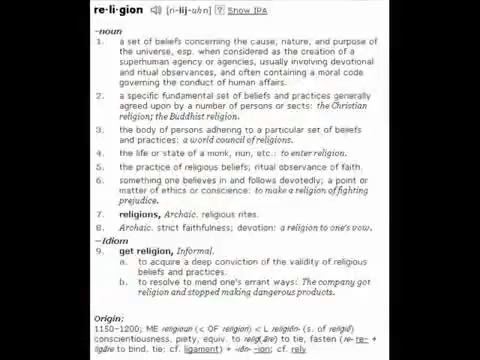 re·li·gion [ri-lij-uhn] ? Show IPA
–noun
1. a set of beliefs concerning the cause, nature, and purpose of
the universe, esp. when considered as the creation of a
superhuman agency or agencies, usually involving devotional
and ritual observances, and often containing a moral code
governing the conduct of human affairs.
2. a specific fundamental set of beliefs and practices generally
agreed upon by a number of persons or sects: the Christian
religion; the Buddhist religion.
3. the body of persons adhering to a particular set of beliefs
and practices: a world council of religions.
4. the life or state of a monk, nun, etc.: to enter religion.
5. the practice of religious beliefs; ritual observance of faith.
6. something one believes in and follows devotedly; a point or
matter of ethics or conscience: to make a religion of fighting
prejudice.
7. religions, Archaic. religious rites.
8. Archaic. strict faithfulness; devotion: a religion to one's vow.
–Idiom
9. get religion, Informal.
a. to acquire a deep conviction of the validity of religious
beliefs and practices.
b. to resolve to mend one's errant ways: The company got
religion and stopped making dangerous products.
Origin:
1150–1200; ME religioun (< OF religion) < L religiōn- (s. of religiō)
conscientiousness, piety, equiv. to relig(āre) to tie, fasten (re- re- +
ligāre to bind, tie; cf. ligament) + -iōn- -ion; cf. rely